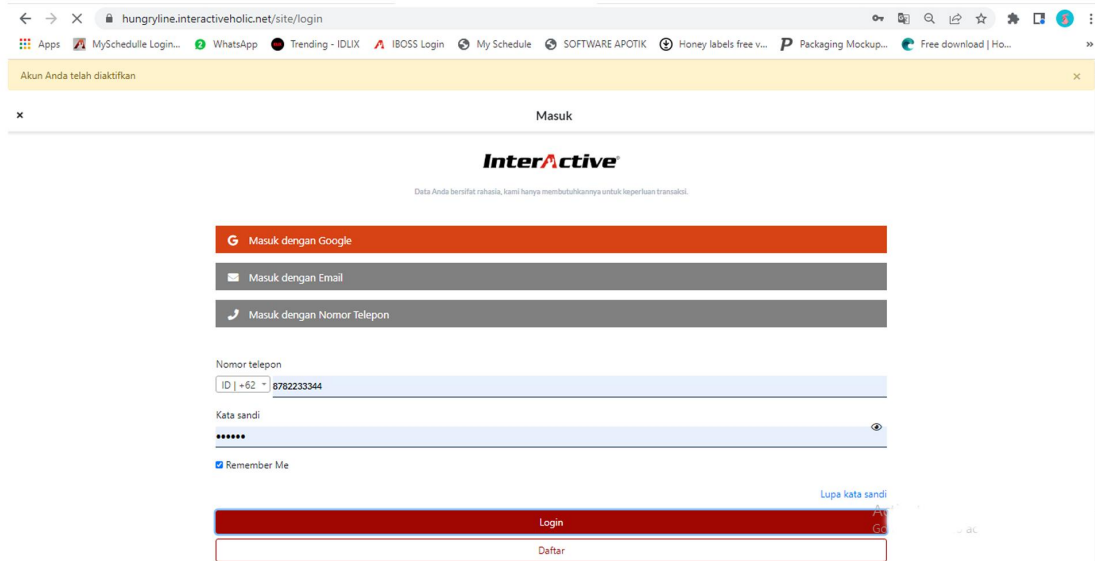 hungryline.interactiveholic.net/site/login
Apps MySchedulle Login... WhatsApp Trending - IDLIX IBOSS Login My Schedule SOFTWARE APOTIK Honey labels free v... Packaging Mockup... Free download | Ho... »
Akun Anda telah diaktifkan ×
× Masuk
InterActive
Data Anda bersifat rahasia, kami hanya membutuhkannya untuk keperluan transaksi.
G Masuk dengan Google
Masuk dengan Email
Masuk dengan Nomor Telepon
Nomor telepon
ID | +62 8782233344
Kata sandi
••••••
Remember Me
Lupa kata sandi
Login
Daftar